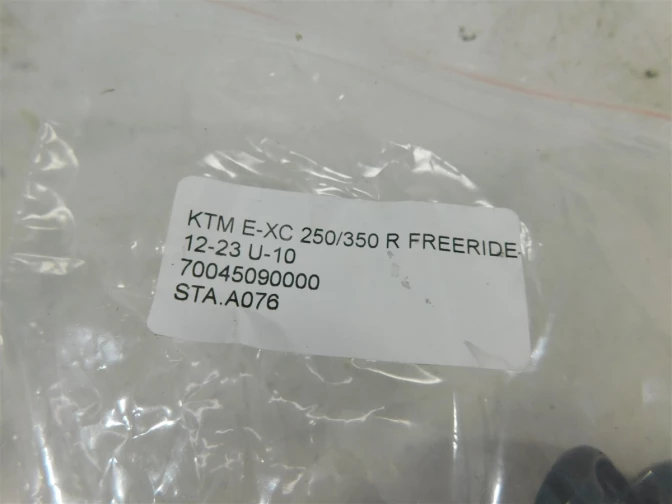 KTM E-XC 250/350 R FREERIDE
12-23 U-10
70045090000
STA.A076